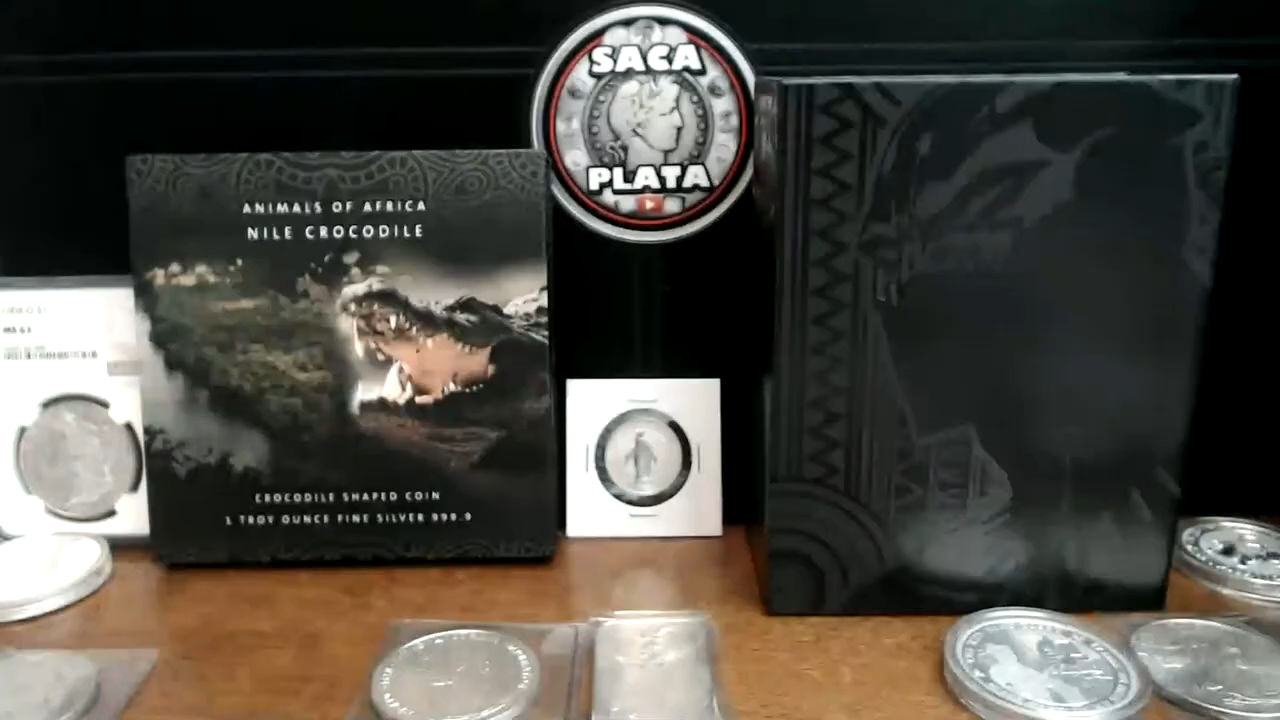 SACA
PLATA
ANIMALS OF AFRICA
NILE CROCODILE
CROCODILE SHAPED COIN
1 TROY OUNCE FINE SILVER 999.9